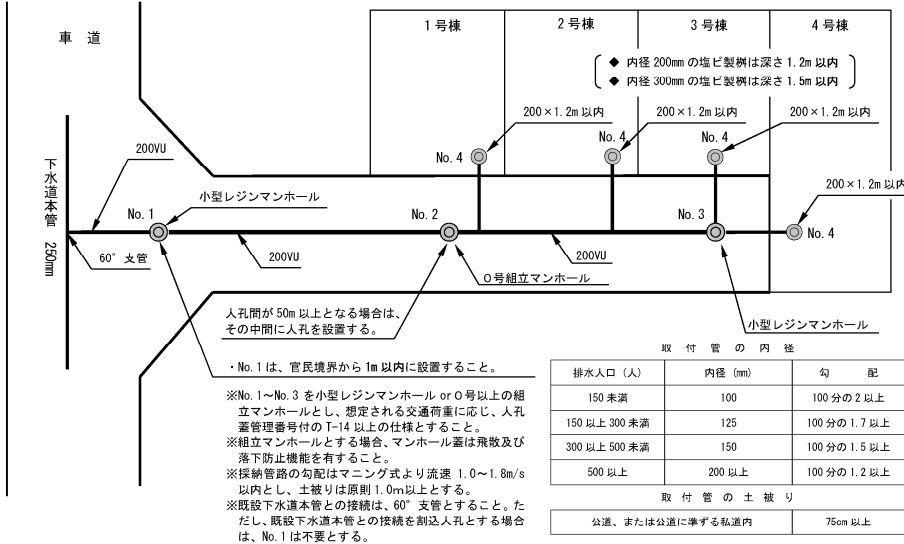 車 道
1号棟
2号棟
3号棟
4号棟
◆ 内径 200mm の塩ビ製桝は深さ 1.2m 以内
◆ 内径 300mm の塩ビ製桝は深さ 1.5m 以内
200×1.2m 以内
200×1.2m 以内
200×1.2m 以内
No. 4
No. 4
No. 4
200×1.2m 以内
No. 4
下水道本管 250mm
200VU
小型レジンマンホール
No. 1
No. 2
No. 3
60° 支管
200VU
200VU
0号組立マンホール
人孔間が 50m 以上となる場合は、
その中間に人孔を設置する。
小型レジンマンホール
・No. 1 は、官民境界から 1m 以内に設置すること。
※No. 1~No. 3 を小型レジンマンホール or 0 号以上の組
立マンホールとし、想定される交通荷重に応じ、人孔
蓋管理番号付の T-14 以上の仕様とすること。
※組立マンホールとする場合、マンホール蓋は飛散及び
落下防止機能を有すること。
※採納管路の勾配はマニング式より流速 1.0~1.8m/s
以内とし、土被りは原則 1.0m以上とする。
※既設下水道本管との接続は、60° 支管とすること。た
だし、既設下水道本管との接続を割込人孔とする場合
は、No. 1 は不要とする。
取 付 管 の 内 径
排水人口（人） 内径（mm） 勾 配
150 未満 100 100 分の 2 以上
150 以上 300 未満 125 100 分の 1.7 以上
300 以上 500 未満 150 100 分の 1.5 以上
500 以上 200 以上 100 分の 1.2 以上
取 付 管 の 土 被 り
公道、または公道に準ずる私道内 75cm 以上